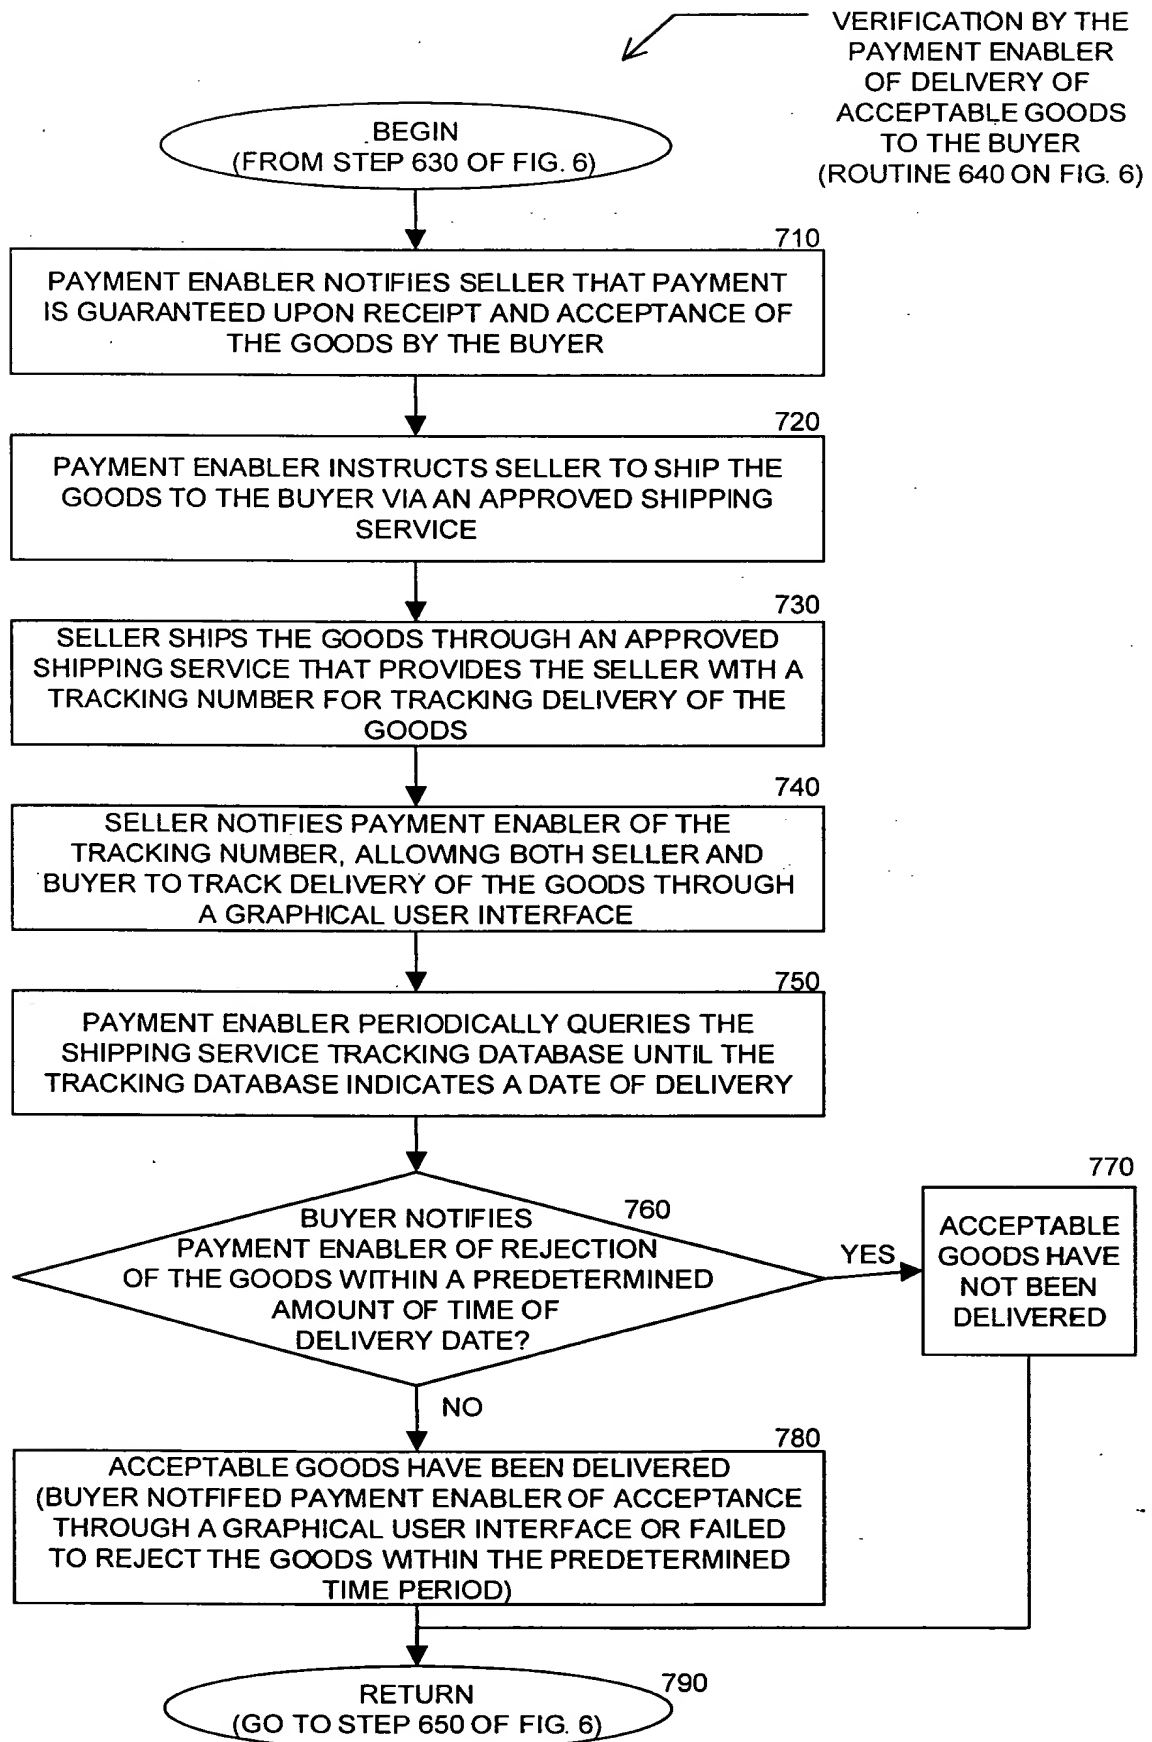 VERIFICATION BY THE
PAYMENT ENABLER
OF DELIVERY OF
ACCEPTABLE GOODS
TO THE BUYER
(ROUTINE 640 ON FIG. 6)
BEGIN
(FROM STEP 630 OF FIG. 6)
710
PAYMENT ENABLER NOTIFIES SELLER THAT PAYMENT
IS GUARANTEED UPON RECEIPT AND ACCEPTANCE OF
THE GOODS BY THE BUYER
720
PAYMENT ENABLER INSTRUCTS SELLER TO SHIP THE
GOODS TO THE BUYER VIA AN APPROVED SHIPPING
SERVICE
730
SELLER SHIPS THE GOODS THROUGH AN APPROVED
SHIPPING SERVICE THAT PROVIDES THE SELLER WITH A
TRACKING NUMBER FOR TRACKING DELIVERY OF THE
GOODS
740
SELLER NOTIFIES PAYMENT ENABLER OF THE
TRACKING NUMBER, ALLOWING BOTH SELLER AND
BUYER TO TRACK DELIVERY OF THE GOODS THROUGH
A GRAPHICAL USER INTERFACE
750
PAYMENT ENABLER PERIODICALLY QUERIES THE
SHIPPING SERVICE TRACKING DATABASE UNTIL THE
TRACKING DATABASE INDICATES A DATE OF DELIVERY
760
BUYER NOTIFIES
PAYMENT ENABLER OF REJECTION
OF THE GOODS WITHIN A PREDETERMINED
AMOUNT OF TIME OF
DELIVERY DATE?
YES
770
ACCEPTABLE
GOODS HAVE
NOT BEEN
DELIVERED
NO
780
ACCEPTABLE GOODS HAVE BEEN DELIVERED
(BUYER NOTFIFED PAYMENT ENABLER OF ACCEPTANCE
THROUGH A GRAPHICAL USER INTERFACE OR FAILED
TO REJECT THE GOODS WITHIN THE PREDETERMINED
TIME PERIOD)
790
RETURN
(GO TO STEP 650 OF FIG. 6)